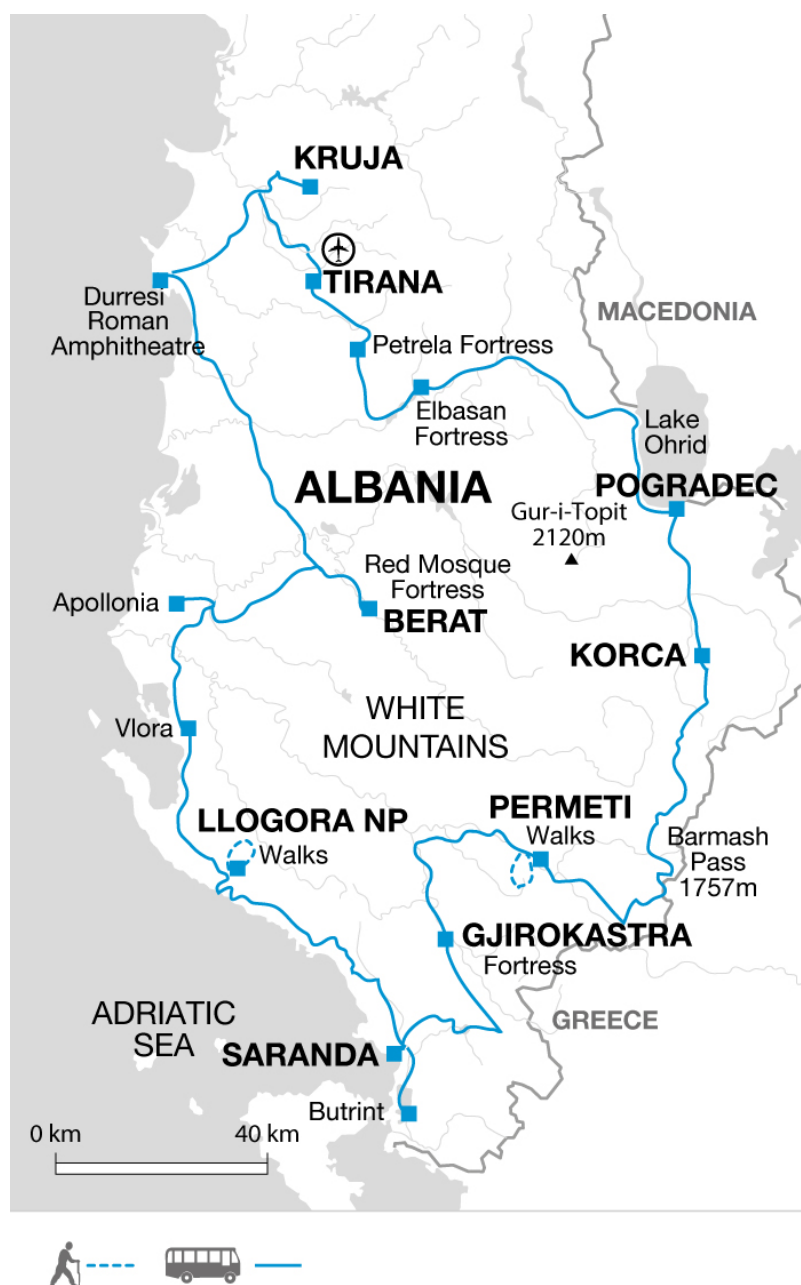 KRUJA
TIRANA
Durresi
Roman
Amphitheatre
MACEDONIA
Petrela Fortress
Elbasan
Fortress
Lake
Ohrid
ALBANIA
POGRADEC
Gur-i-Topit
2120m
Red Mosque
Fortress
Apollonia
BERAT
KORCA
WHITE
MOUNTAINS
Vlora
LLOGORA NP
Walks
PERMETI
Walks
Barmash
Pass
1757m
GJIROKASTRA
Fortress
ADRIATIC
SEA
GREECE
SARANDA
Butrint
0 km
40 km